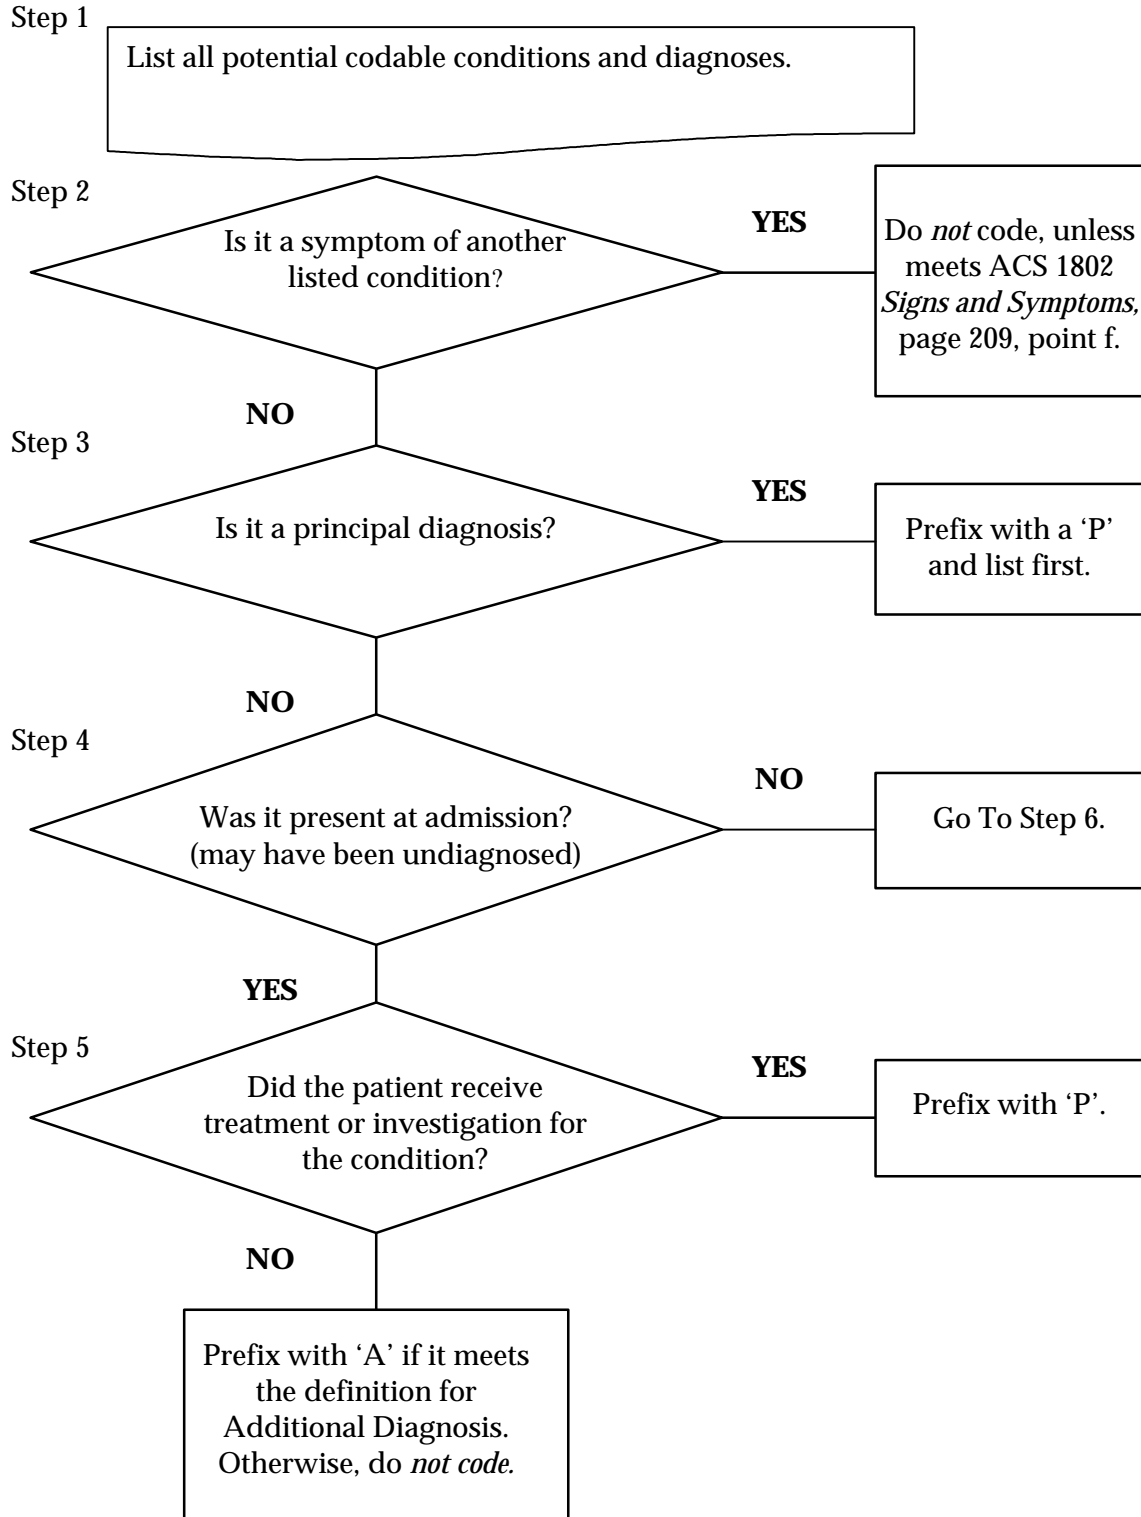 Step 1
List all potential codable conditions and diagnoses.
Step 2
Is it a symptom of another
listed condition?
YES
Do not code, unless
meets ACS 1802
Signs and Symptoms,
page 209, point f.
NO
Step 3
Is it a principal diagnosis?
YES
Prefix with a ‘P’
and list first.
NO
Step 4
Was it present at admission?
(may have been undiagnosed)
NO
Go To Step 6.
YES
Step 5
Did the patient receive
treatment or investigation for
the condition?
YES
Prefix with ‘P’.
NO
Prefix with ‘A’ if it meets
the definition for
Additional Diagnosis.
Otherwise, do not code.